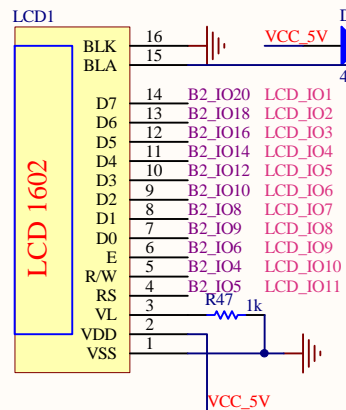 LCD1 D
BLK 16 VCC_5V
BLA 15 4
D7 14 B2_IO20 LCD_IO1
D6 13 B2_IO18 LCD_IO2
D5 12 B2_IO16 LCD_IO3
D4 11 B2_IO14 LCD_IO4
D3 10 B2_IO12 LCD_IO5
D2 9 B2_IO10 LCD_IO6
D1 8 B2_IO8 LCD_IO7
D0 7 B2_IO9 LCD_IO8
E 6 B2_IO6 LCD_IO9
R/W 5 B2_IO4 LCD_IO10
RS 4 B2_IO5 LCD_IO11
VL 3 R47 1k
VDD 2
VSS 1
VCC_5V
LCD 1602